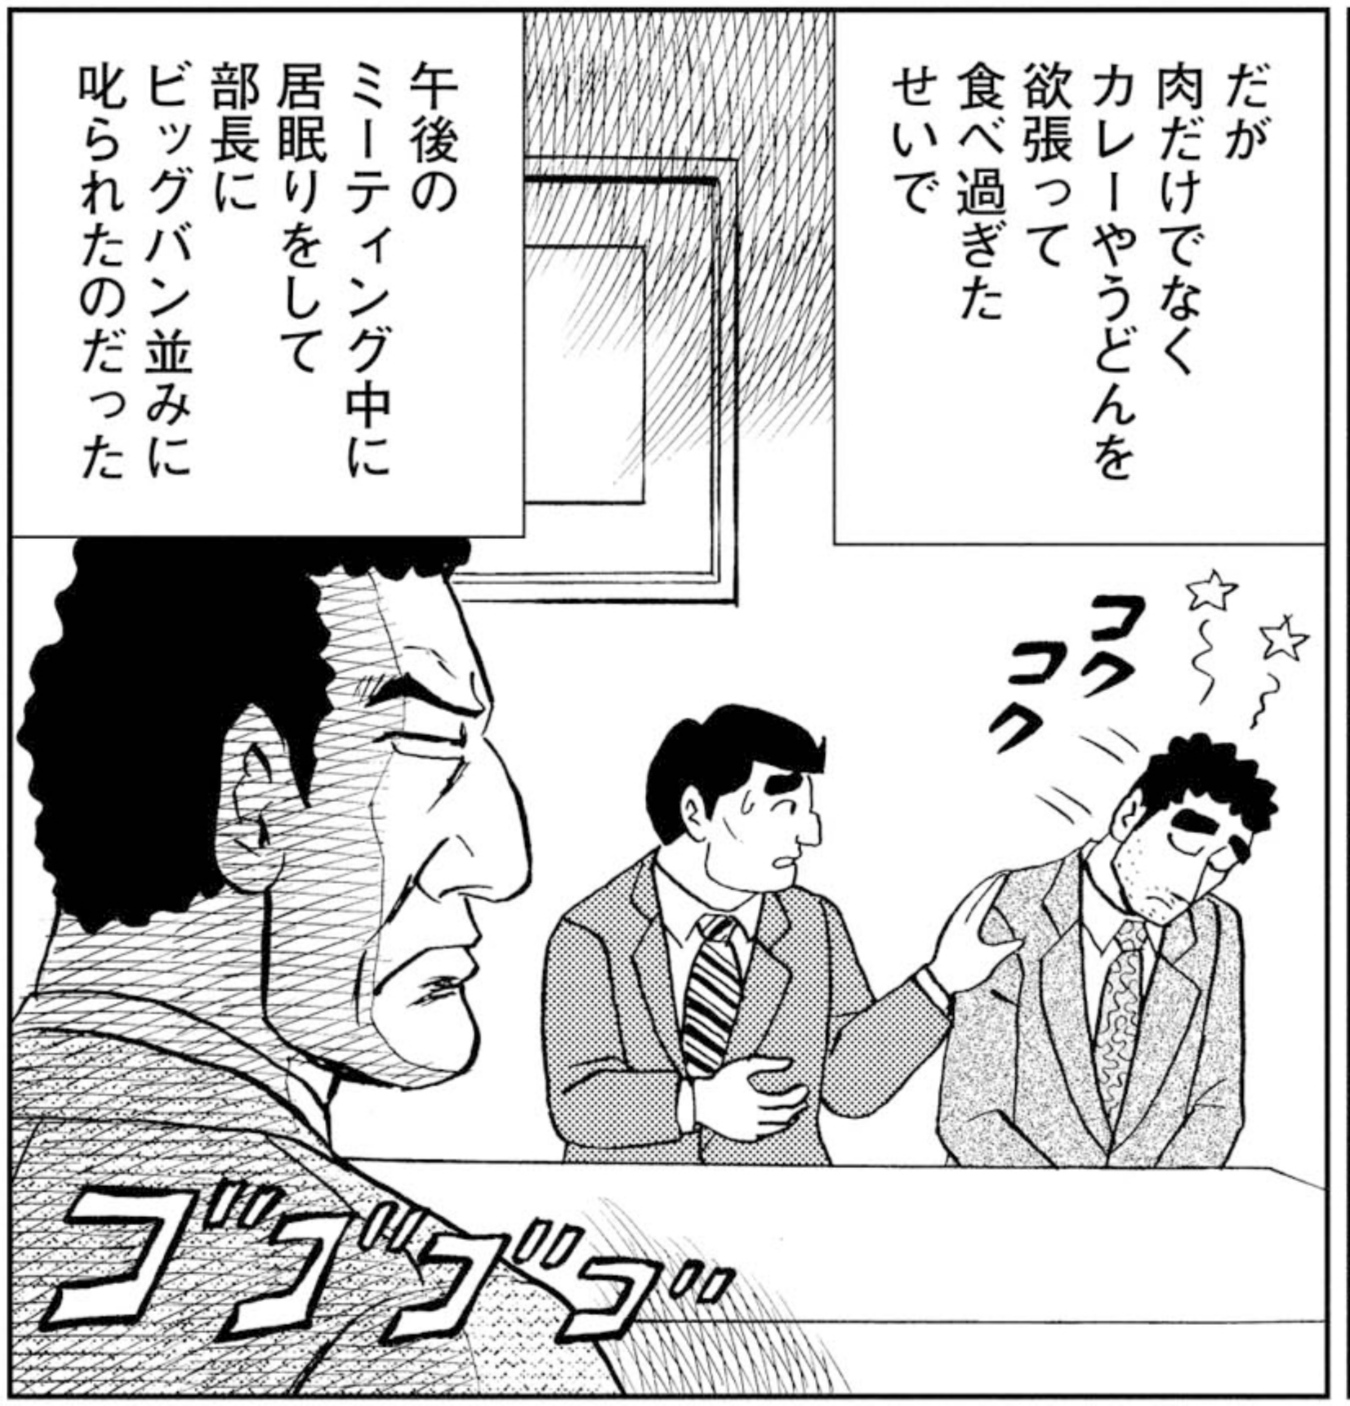 だが
肉だけでなく
カレーやうどんを
欲張って
食べ過ぎた
せいで
午後の
ミーティング中に
居眠りをして
部長に
ビッグバン並みに
叱られたのだった
コク
コク
ゴゴゴゴ